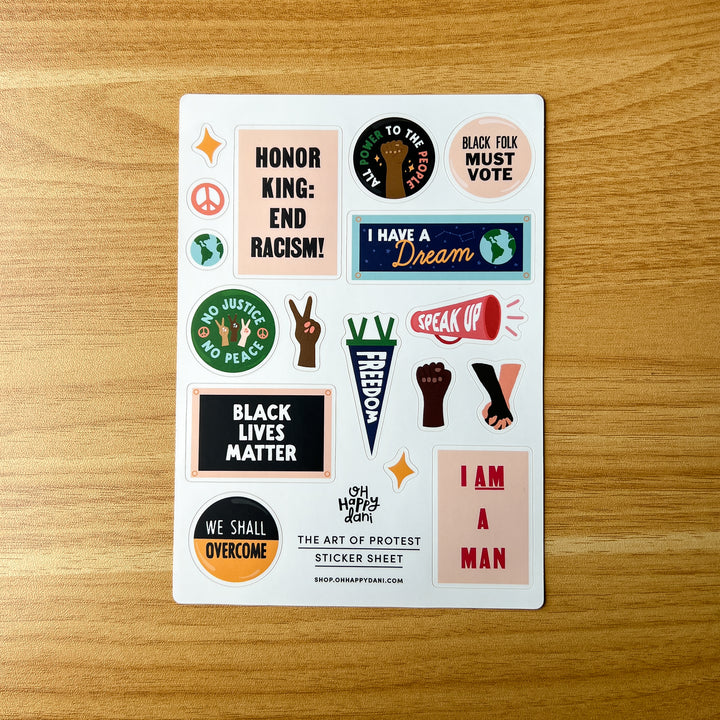 HONOR
KING:
END
RACISM!
ALL POWER TO THE PEOPLE
BLACK FOLK
MUST
VOTE
I HAVE A
Dream
NO JUSTICE
NO PEACE
FREEDOM
SPEAK UP
BLACK
LIVES
MATTER
WE SHALL
OVERCOME
OH
HAPPY
dani
THE ART OF PROTEST
STICKER SHEET
SHOP.OHHAPPYDANI.COM
I AM
A
MAN